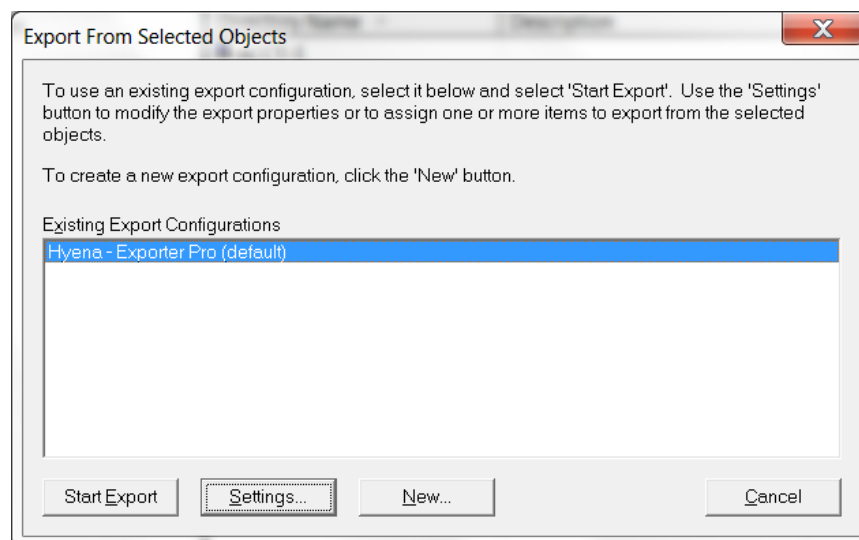 Inventory Name Description
Export From Selected Objects
To use an existing export configuration, select it below and select 'Start Export'. Use the 'Settings'
button to modify the export properties or to assign one or more items to export from the selected
objects.
To create a new export configuration, click the 'New' button.
Existing Export Configurations
Hyena - Exporter Pro (default)
Start Export Settings... New... Cancel